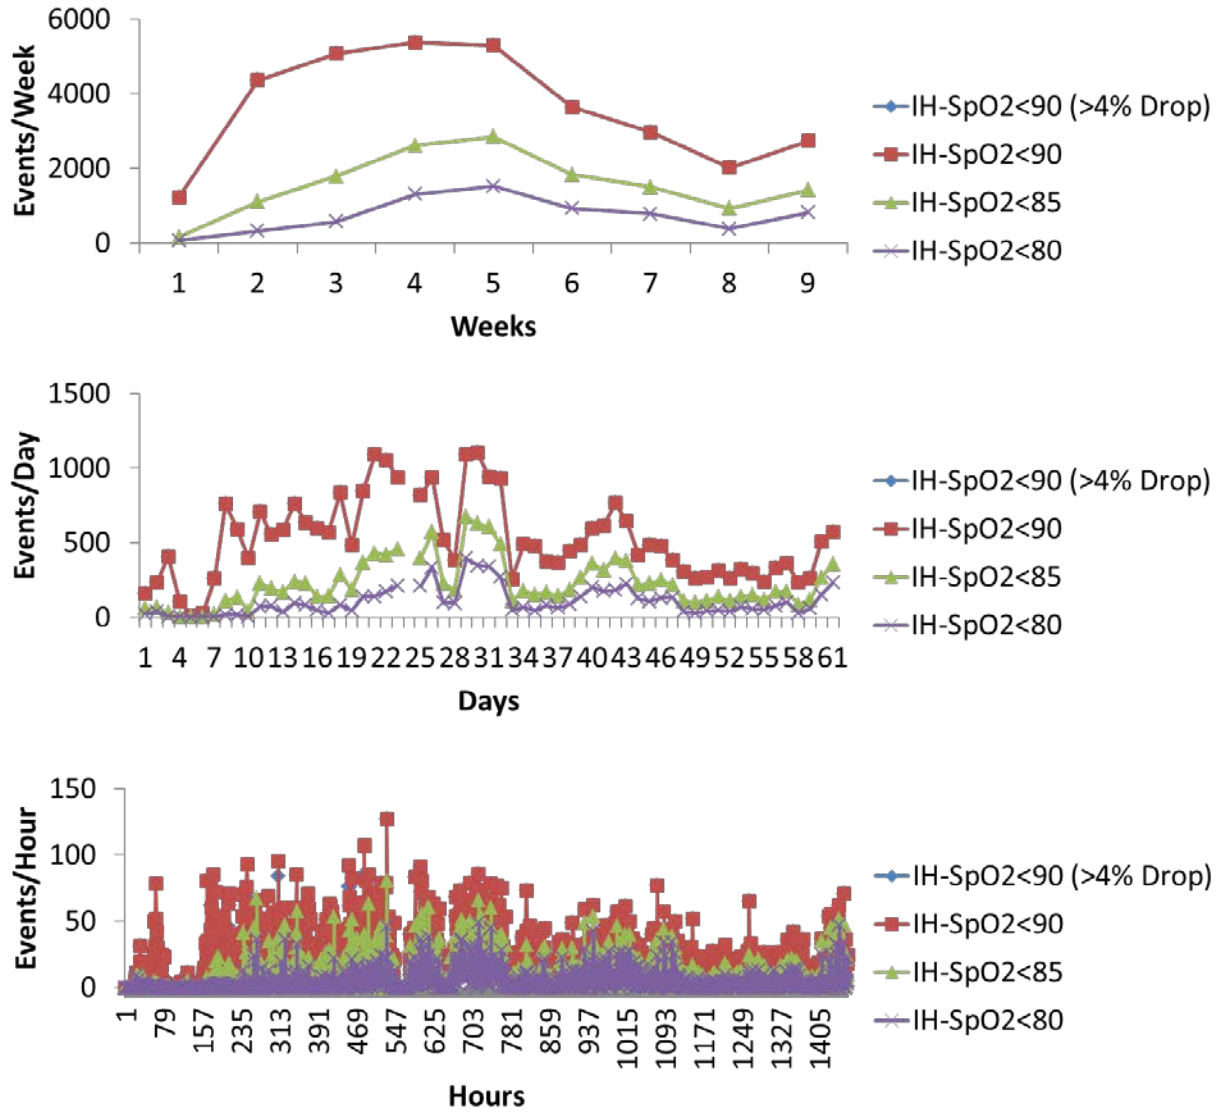 6000
4000
2000
0
Events/Week
1 2 3 4 5 6 7 8 9
Weeks
IH-SpO2<90 (>4% Drop)
IH-SpO2<90
IH-SpO2<85
IH-SpO2<80
1500
1000
500
0
Events/Day
1 4 7 10 13 16 19 22 25 28 31 34 37 40 43 46 49 52 55 58 61
Days
IH-SpO2<90 (>4% Drop)
IH-SpO2<90
IH-SpO2<85
IH-SpO2<80
150
100
50
0
Events/Hour
1 79 157 235 313 391 469 547 625 703 781 859 937 1015 1093 1171 1249 1327 1405
Hours
IH-SpO2<90 (>4% Drop)
IH-SpO2<90
IH-SpO2<85
IH-SpO2<80